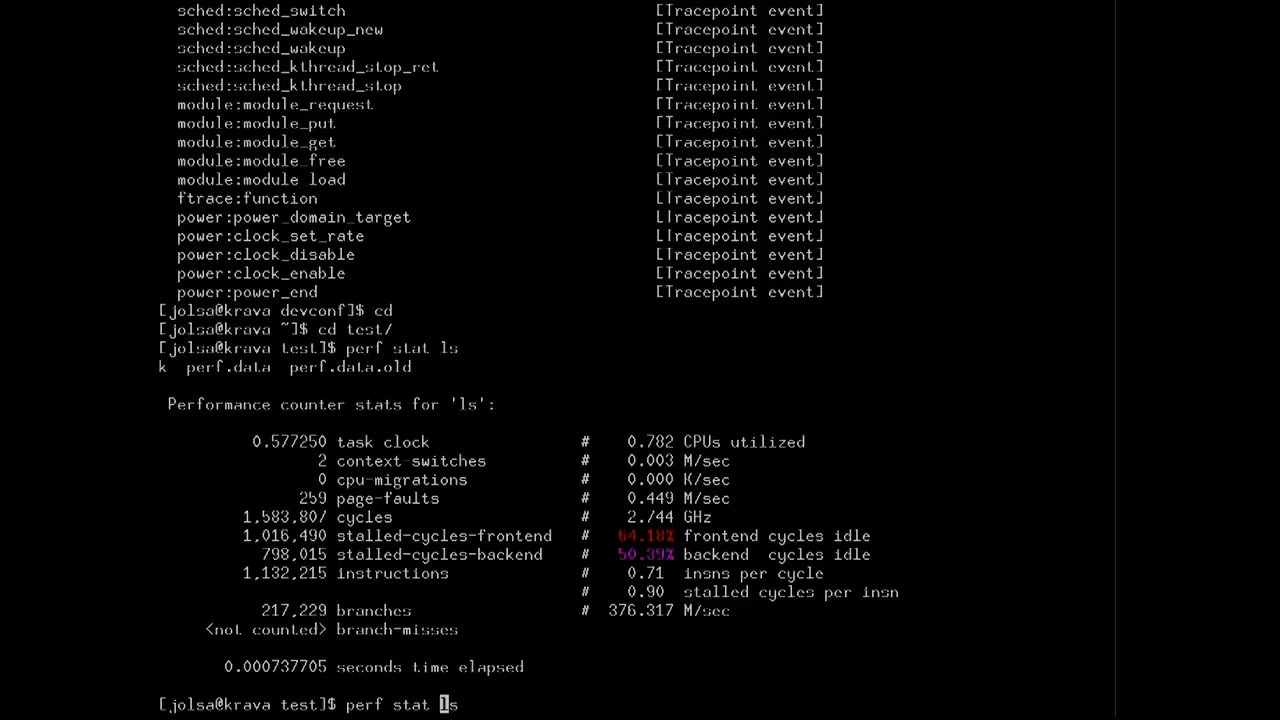 sched:sched_switch [Tracepoint event]
sched:sched_wakeup_new [Tracepoint event]
sched:sched_wakeup [Tracepoint event]
sched:sched_kthread_stop_ret [Tracepoint event]
sched:sched_kthread_stop [Tracepoint event]
module:module_request [Tracepoint event]
module:module_put [Tracepoint event]
module:module_get [Tracepoint event]
module:module_free [Tracepoint event]
module:module_load [Tracepoint event]
ftrace:function [Tracepoint event]
power:power_domain_target [Tracepoint event]
power:clock_set_rate [Tracepoint event]
power:clock_disable [Tracepoint event]
power:clock_enable [Tracepoint event]
power:power_end [Tracepoint event]
[jolsa@krava devconf]$ cd
[jolsa@krava ~]$ cd test/
[jolsa@krava test]$ perf stat ls
k perf.data perf.data.old
Performance counter stats for 'ls':
0.577250 task-clock # 0.782 CPUs utilized
2 context-switches # 0.003 M/sec
0 cpu-migrations # 0.000 K/sec
259 page-faults # 0.449 M/sec
1,583,807 cycles # 2.744 GHz
1,016,490 stalled-cycles-frontend # 64.18% frontend cycles idle
798,015 stalled-cycles-backend # 50.39% backend cycles idle
1,132,215 instructions # 0.71 insns per cycle
# 0.90 stalled cycles per insn
217,229 branches # 376.317 M/sec
<not counted> branch-misses
0.000737705 seconds time elapsed
[jolsa@krava test]$ perf stat ls